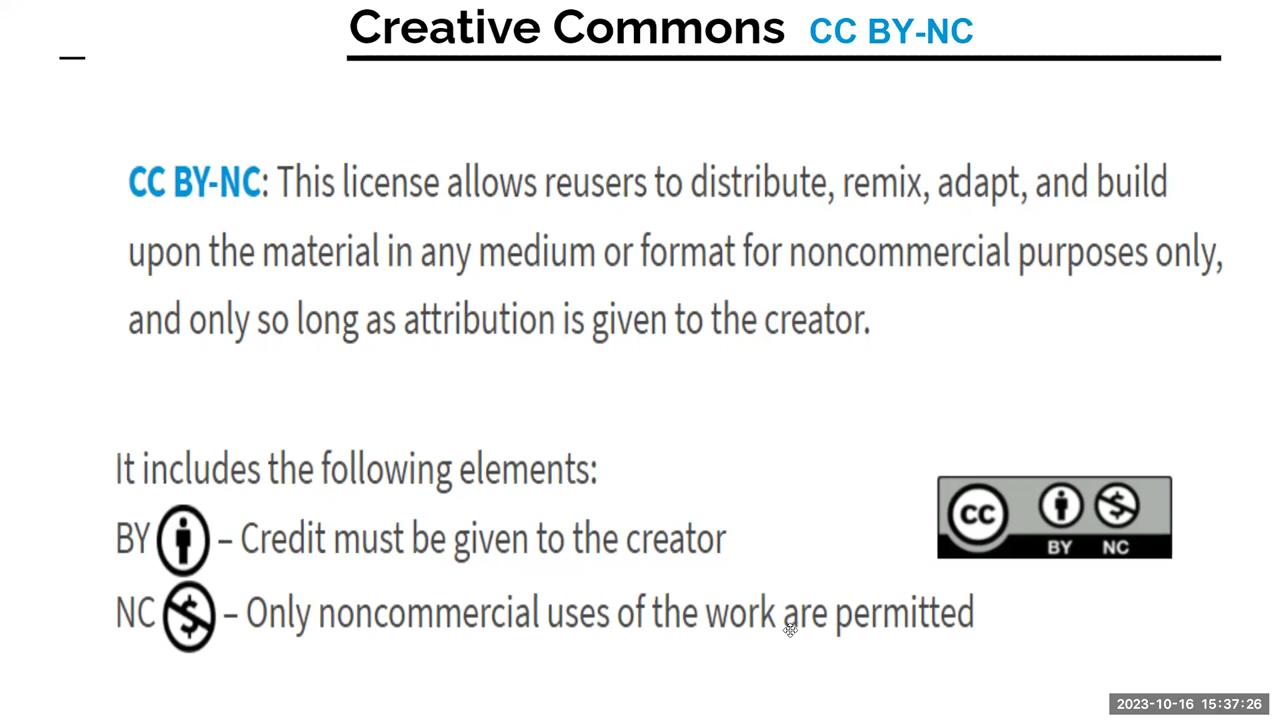 Creative Commons CC BY-NC
CC BY-NC: This license allows reusers to distribute, remix, adapt, and build
upon the material in any medium or format for noncommercial purposes only,
and only so long as attribution is given to the creator.
It includes the following elements:
BY – Credit must be given to the creator
NC $ – Only noncommercial uses of the work are permitted
cc $
BY NC
2023-10-16 15:37:26